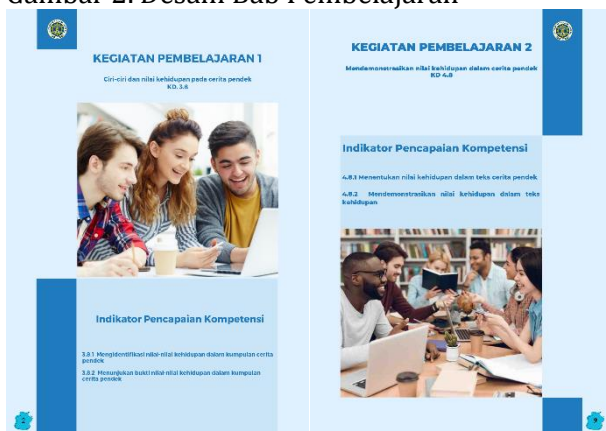 Gambar 2. Desain Bab Pembelajaran
KEGIATAN PEMBELAJARAN 1
Ciri-ciri dan nilai kehidupan pada cerita pendek
KD.3.8
Indikator Pencapaian Kompetensi
3.8.1 Mengidentifikasi nilai-nilai kehidupan dalam kumpulan cerita
pendek
3.8.2 Menunjukan bukti nilai-nilai kehidupan dalam kumpulan
cerita pendek
KEGIATAN PEMBELAJARAN 2
Mendemonstrasikan nilai kehidupan dalam cerita pendek
KD 4.8
Indikator Pencapaian Kompetensi
4.8.1 Menentukan nilai kehidupan dalam teks cerita pendek
4.8.2 Mendemonstrasikan nilai kehidupan dalam teks
kehidupan